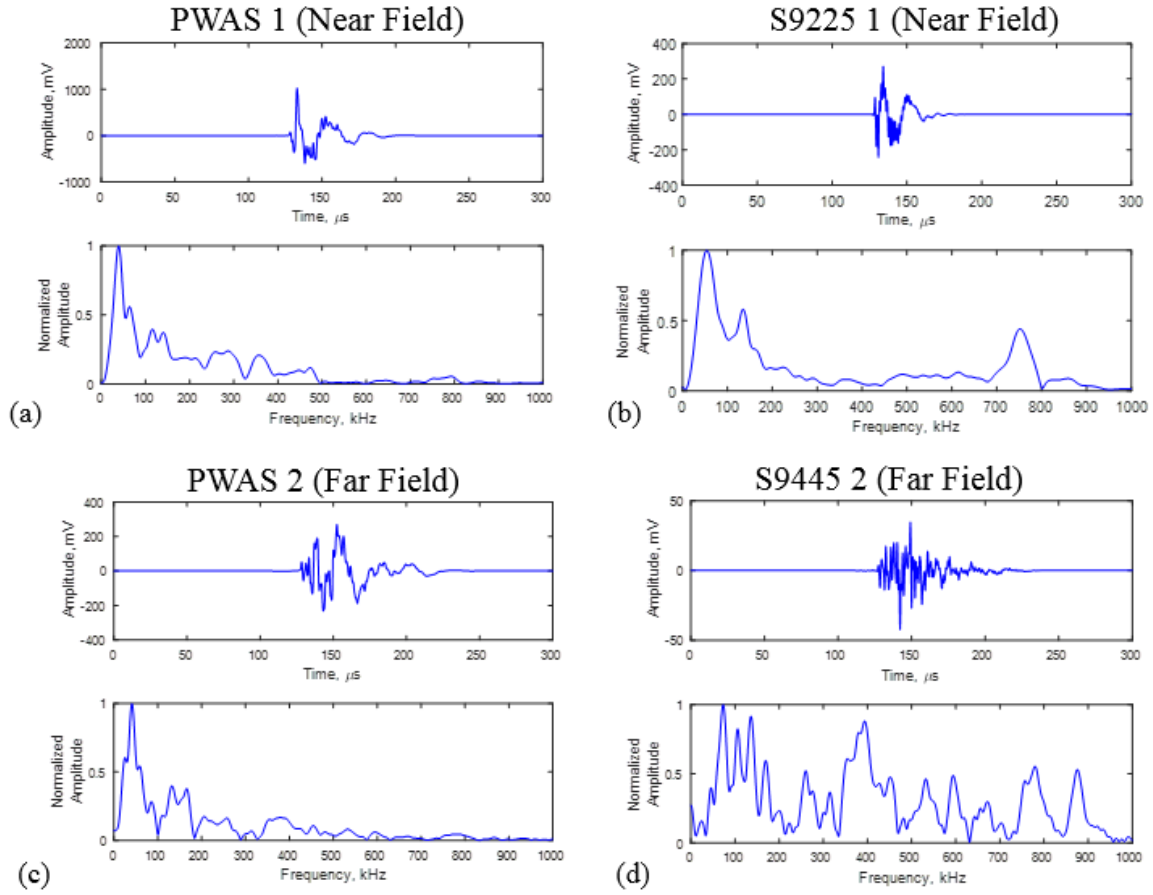 PWAS 1 (Near Field)
2000
1000
0
-1000
Amplitude, mV
0 50 100 150 200 250 300
Time, μs
1
0.5
0
Normalized
Amplitude
0 100 200 300 400 500 600 700 800 900 1000
Frequency, kHz
(a)
S9225 1 (Near Field)
400
200
0
-200
-400
Amplitude, mV
0 50 100 150 200 250 300
Time, μs
1
0.5
0
Normalized
Amplitude
0 100 200 300 400 500 600 700 800 900 1000
Frequency, kHz
(b)
PWAS 2 (Far Field)
400
200
0
-200
-400
Amplitude, mV
0 50 100 150 200 250 300
Time, μs
1
0.5
0
Normalized
Amplitude
0 100 200 300 400 500 600 700 800 900 1000
Frequency, kHz
(c)
S9445 2 (Far Field)
50
0
-50
Amplitude, mV
0 50 100 150 200 250 300
Time, μs
1
0.5
0
Normalized
Amplitude
0 100 200 300 400 500 600 700 800 900 1000
Frequency, kHz
(d)